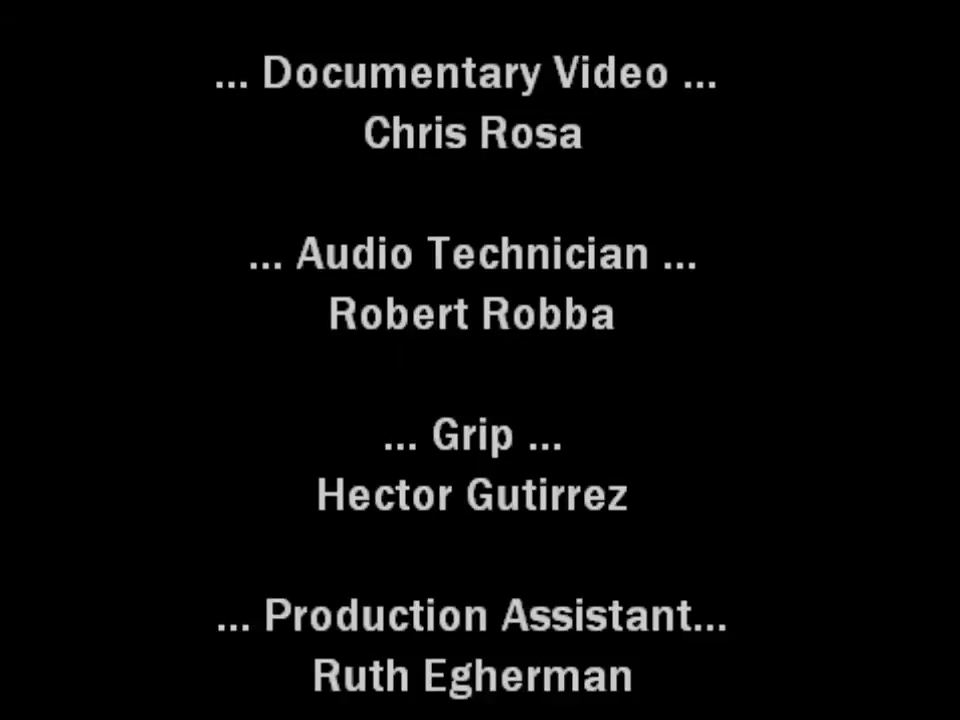 ... Documentary Video ...
Chris Rosa
... Audio Technician ...
Robert Robba
... Grip ...
Hector Gutirrez
... Production Assistant...
Ruth Egherman